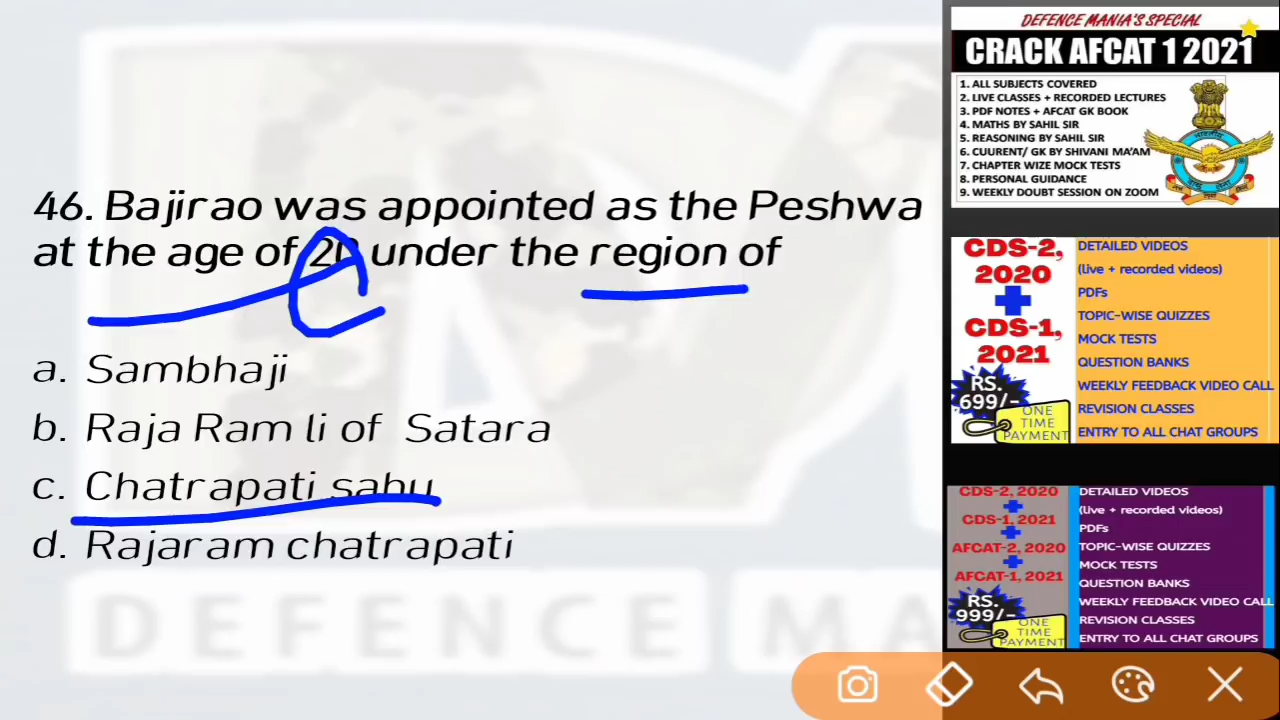 46. Bajirao was appointed as the Peshwa
at the age of 20 under the region of
a. Sambhaji
b. Raja Ram li of Satara
c. Chatrapati sahu
d. Rajaram chatrapati
DEFENCE MA
DEFENCE MANIA'S SPECIAL
CRACK AFCAT 1 2021
1. ALL SUBJECTS COVERED
2. LIVE CLASSES + RECORDED LECTURES
3. PDF NOTES + AFCAT GK BOOK
4. MATHS BY SAHIL SIR
5. REASONING BY SAHIL SIR
6. CUURENT/ GK BY SHIVANI MA'AM
7. CHAPTER WIZE MOCK TESTS
8. PERSONAL GUIDANCE
9. WEEKLY DOUBT SESSION ON ZOOM
CDS-2,
2020
CDS-1,
2021
RS.
699/-
ONE
TIME
PAYMENT
DETAILED VIDEOS
(live + recorded videos)
PDFs
TOPIC-WISE QUIZZES
MOCK TESTS
QUESTION BANKS
WEEKLY FEEDBACK VIDEO CALL
REVISION CLASSES
ENTRY TO ALL CHAT GROUPS
CDS-2, 2020
CDS-1, 2021
AFCAT-2, 2020
AFCAT-1, 2021
RS.
999/-
ONE
TIME
PAYMENT
DETAILED VIDEOS
(live + recorded videos)
PDFs
TOPIC-WISE QUIZZES
MOCK TESTS
QUESTION BANKS
WEEKLY FEEDBACK VIDEO CALL
REVISION CLASSES
ENTRY TO ALL CHAT GROUPS